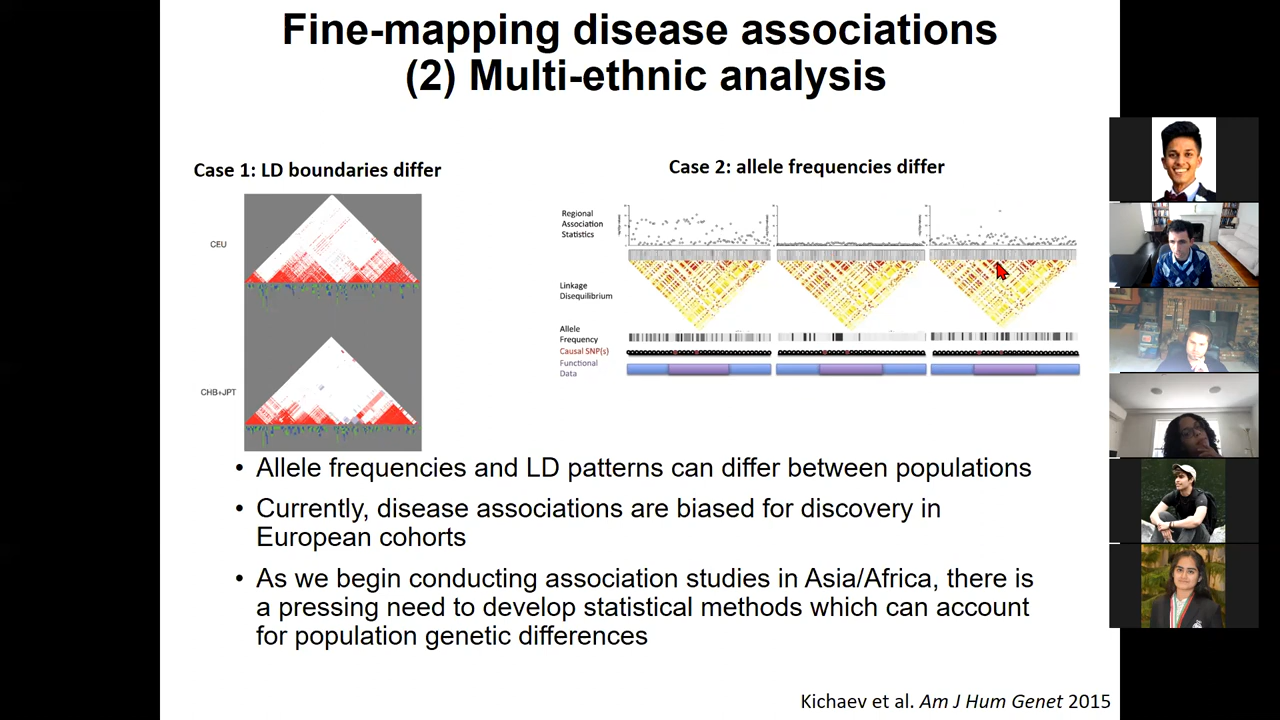 Fine-mapping disease associations
(2) Multi-ethnic analysis
Case 1: LD boundaries differ
CEU
CHB+JPT
Case 2: allele frequencies differ
Regional
Association
Statistics
Linkage
Disequilibrium
Allele
Frequency
Causal SNP(s)
Functional
Data
• Allele frequencies and LD patterns can differ between populations
• Currently, disease associations are biased for discovery in
European cohorts
• As we begin conducting association studies in Asia/Africa, there is
a pressing need to develop statistical methods which can account
for population genetic differences
Kichaev et al. Am J Hum Genet 2015